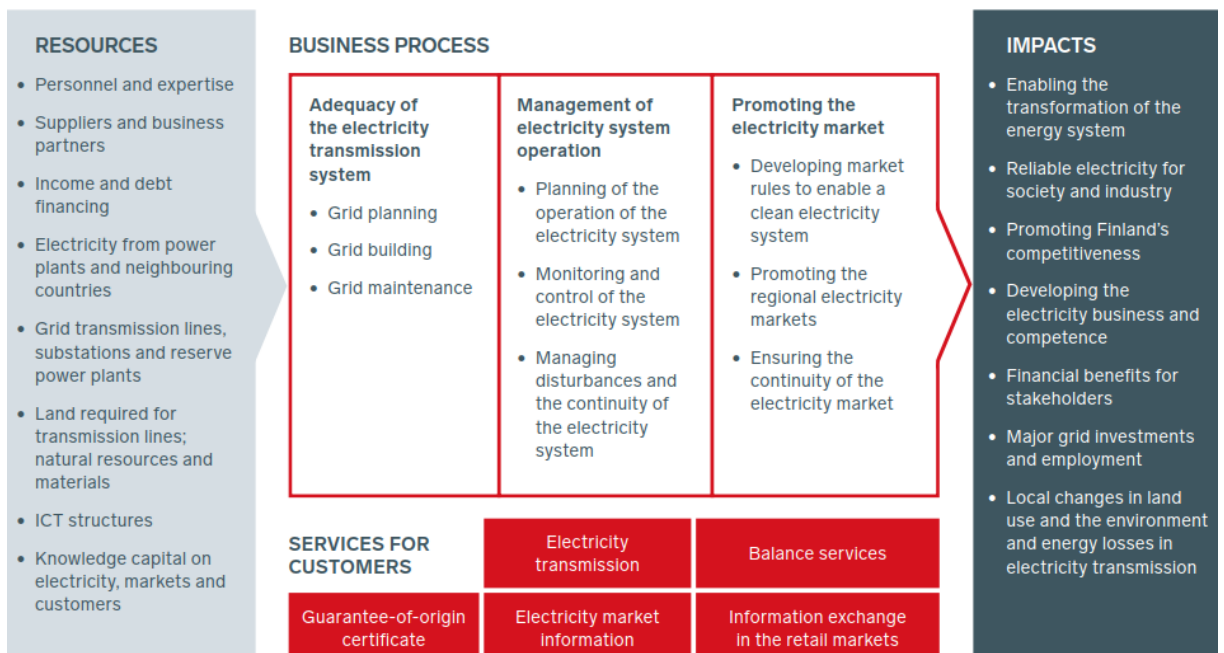 RESOURCES
• Personnel and expertise
• Suppliers and business
partners
• Income and debt
financing
• Electricity from power
plants and neighbouring
countries
• Grid transmission lines,
substations and reserve
power plants
• Land required for
transmission lines;
natural resources and
materials
• ICT structures
• Knowledge capital on
electricity, markets and
customers
BUSINESS PROCESS
Adequacy of
the electricity
transmission
system
• Grid planning
• Grid building
• Grid maintenance
Management of
electricity system
operation
• Planning of the
operation of the
electricity system
• Monitoring and
control of the
electricity system
• Managing
disturbances and
the continuity of
the electricity
system
Promoting the
electricity market
• Developing market
rules to enable a
clean electricity
system
• Promoting the
regional electricity
markets
• Ensuring the
continuity of the
electricity market
SERVICES FOR
CUSTOMERS
Electricity
transmission
Balance services
Guarantee-of-origin
certificate
Electricity market
information
Information exchange
in the retail markets
IMPACTS
• Enabling the
transformation of the
energy system
• Reliable electricity for
society and industry
• Promoting Finland's
competitiveness
• Developing the
electricity business and
competence
• Financial benefits for
stakeholders
• Major grid investments
and employment
• Local changes in land
use and the environment
and energy losses in
electricity transmission